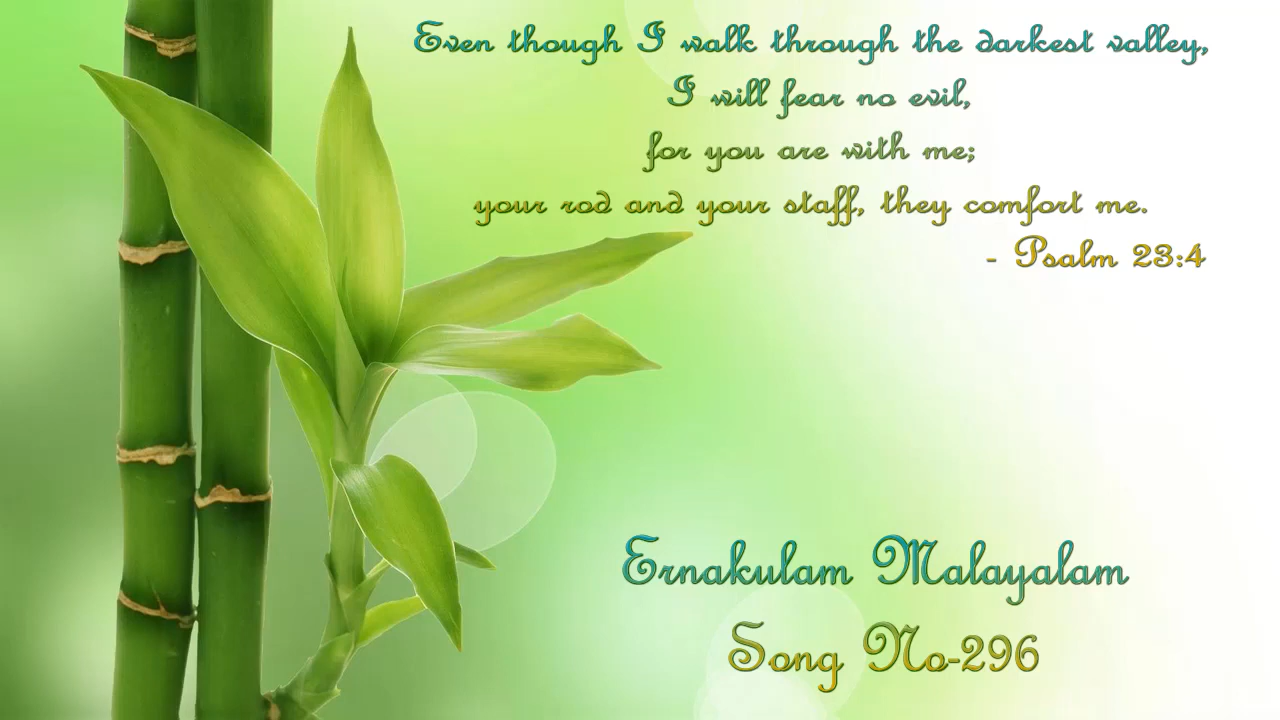 Even though I walk through the darkest valley,
I will fear no evil,
for you are with me;
your rod and your staff, they comfort me.
- Psalm 23:4
Ernakulam Malayalam
Song No-296